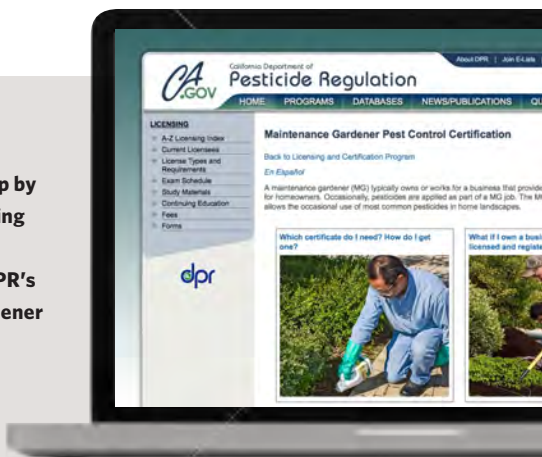 p by
ing
PR's
ener
CA
.GOV
California Department of
Pesticide Regulation
About DPR | Join E-Lists
HOME PROGRAMS DATABASES NEWS/PUBLICATIONS QU
LICENSING
A-Z Licensing Index
Current Licensees
License Types and
Requirements
Exam Schedule
Study Materials
Continuing Education
Fees
Forms
dpr
Maintenance Gardener Pest Control Certification
Back to Licensing and Certification Program
En Español
A maintenance gardener (MG) typically owns or works for a business that provide
for homeowners. Occasionally, pesticides are applied as part of a MG job. The M
allows the occasional use of most common pesticides in home landscapes.
Which certificate do I need? How do I get
one?
What if I own a busi
licensed and registe